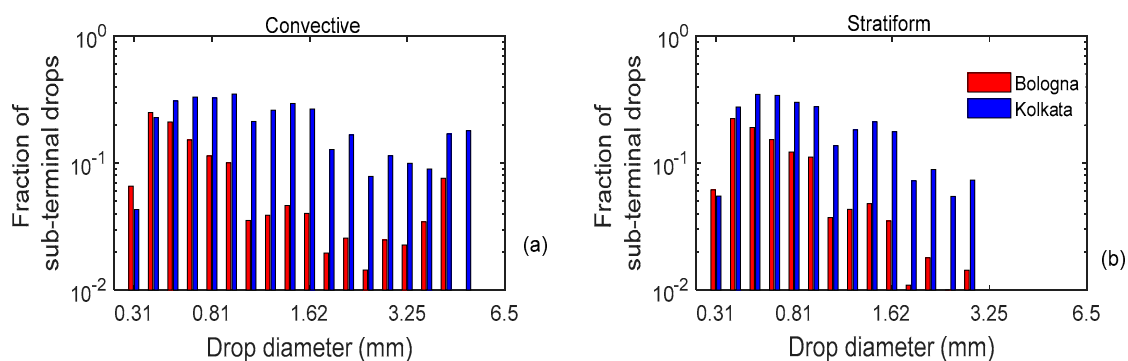 Convective
10^0
10^-1
10^-2
Fraction of
sub-terminal drops
0.31 0.81 1.62 3.25 6.5
Drop diameter (mm)
(a)
Stratiform
10^0
10^-1
10^-2
Fraction of
sub-terminal drops
Bologna
Kolkata
0.31 0.81 1.62 3.25 6.5
Drop diameter (mm)
(b)